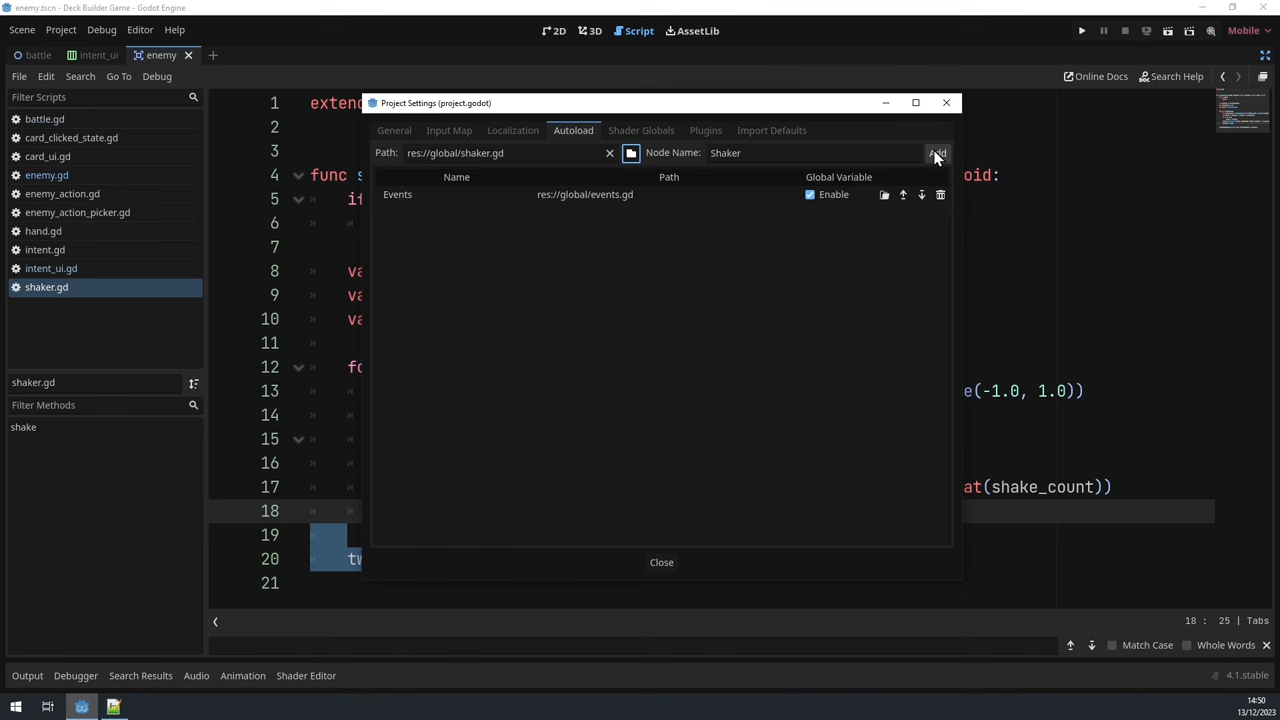 enemy.tscn - Deck Builder Game - Godot Engine
Scene Project Debug Editor Help
2D 3D Script AssetLib
Mobile
battle intent_ui enemy
File Edit Search Go To Debug
Online Docs Search Help
Filter Scripts
battle.gd
card_clicked_state.gd
card_ui.gd
enemy.gd
enemy_action.gd
enemy_action_picker.gd
hand.gd
intent.gd
intent_ui.gd
shaker.gd
shaker.gd
Filter Methods
shake
1 exten
2
3
4 func s oid:
5 if
6
7
8 va
9 va
10 va
11
12 fo
13 e(-1.0, 1.0))
14
15
16
17 at(shake_count))
18
19
20 tw
21
Project Settings (project.godot)
General Input Map Localization Autoload Shader Globals Plugins Import Defaults
Path: res://global/shaker.gd Node Name: Shaker Add
Name Path Global Variable
Events res://global/events.gd Enable
Close
18 : 25 | Tabs
Match Case Whole Words
Output Debugger Search Results Audio Animation Shader Editor
4.1.stable
14:50
13/12/2023